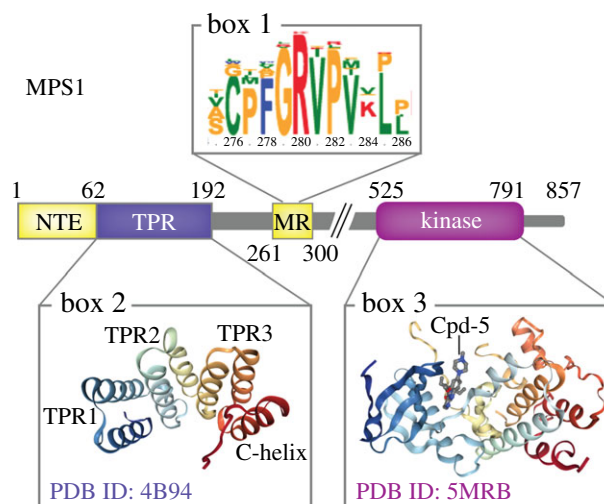 box 1
MPS1
276 278 280 282 284 286
1 62 192 525 791 857
NTE TPR MR kinase
261 300
box 2
TPR1
TPR2
TPR3
C-helix
PDB ID: 4B94
box 3
Cpd-5
PDB ID: 5MRB